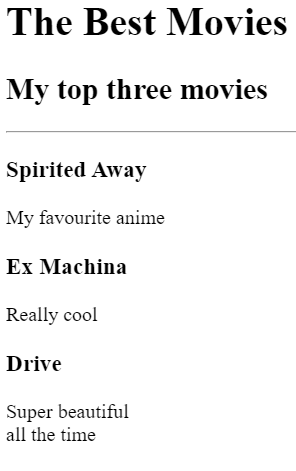 The Best Movies
My top three movies
Spirited Away
My favourite anime
Ex Machina
Really cool
Drive
Super beautiful
all the time